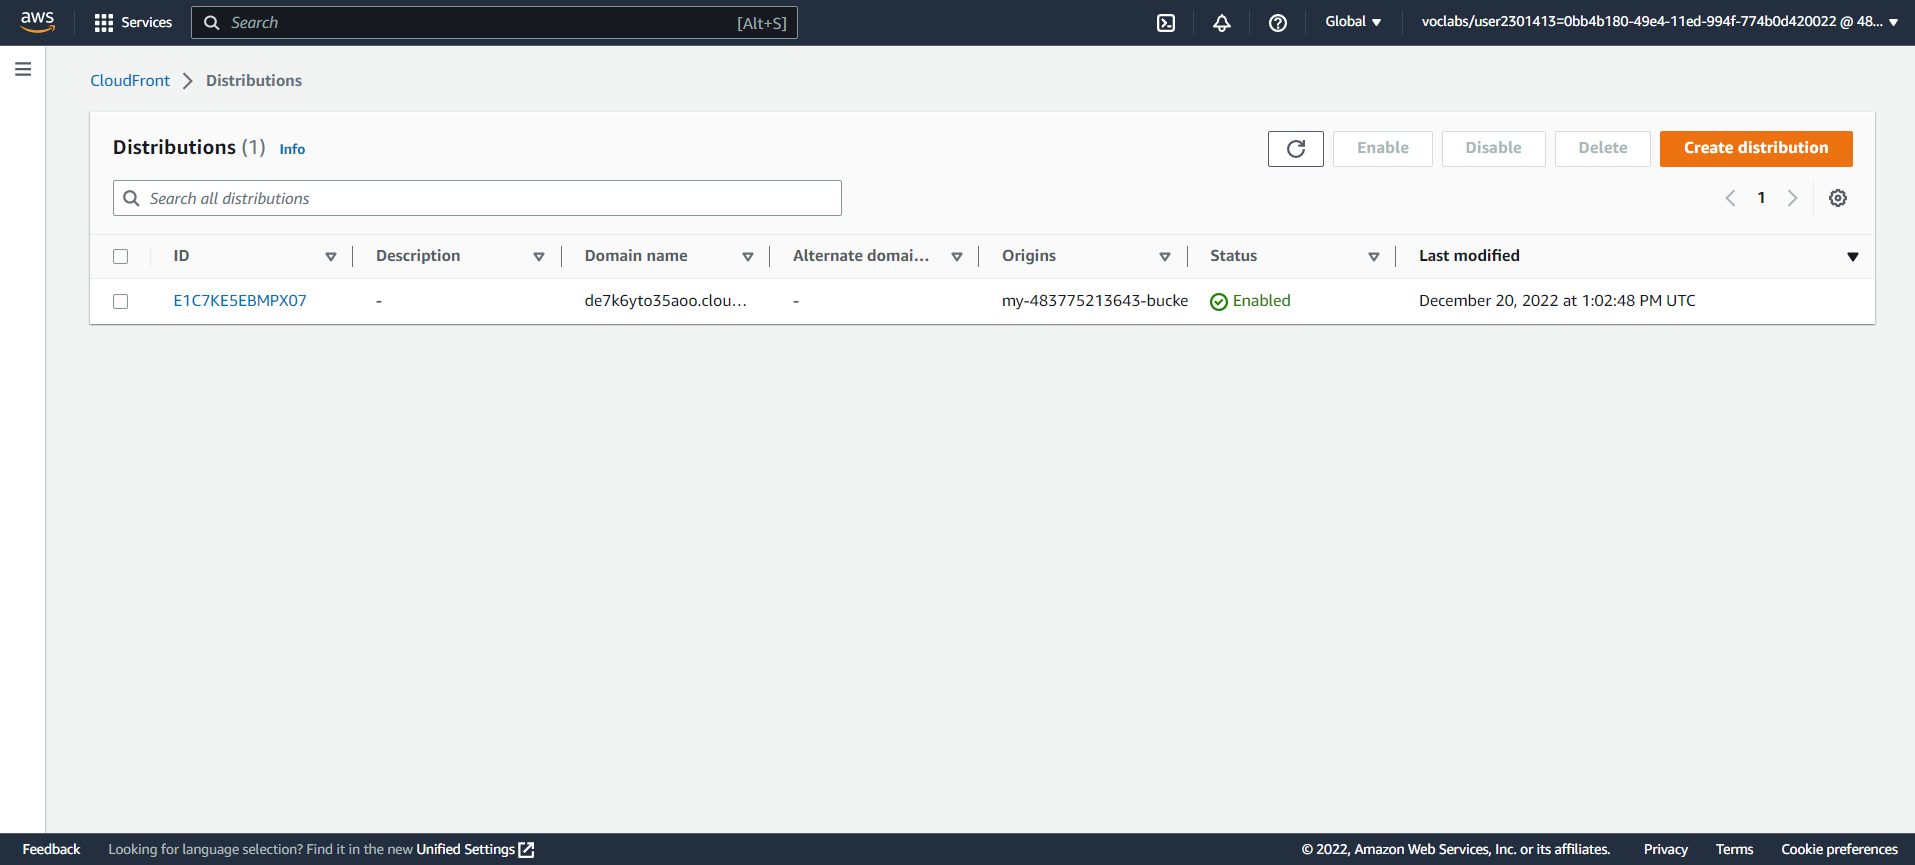 aws Services Search [Alt+S] Global voclabs/user2301413=0bb4b180-49e4-11ed-994f-774b0d420022 @ 48...
CloudFront Distributions
Distributions (1) Info Enable Disable Delete Create distribution
Search all distributions 1
ID Description Domain name Alternate domai... Origins Status Last modified
E1C7KE5EBMPX07 - de7k6yto35aoo.clou... - my-483775213643-bucke Enabled December 20, 2022 at 1:02:48 PM UTC
Feedback Looking for language selection? Find it in the new Unified Settings © 2022, Amazon Web Services, Inc. or its affiliates. Privacy Terms Cookie preferences